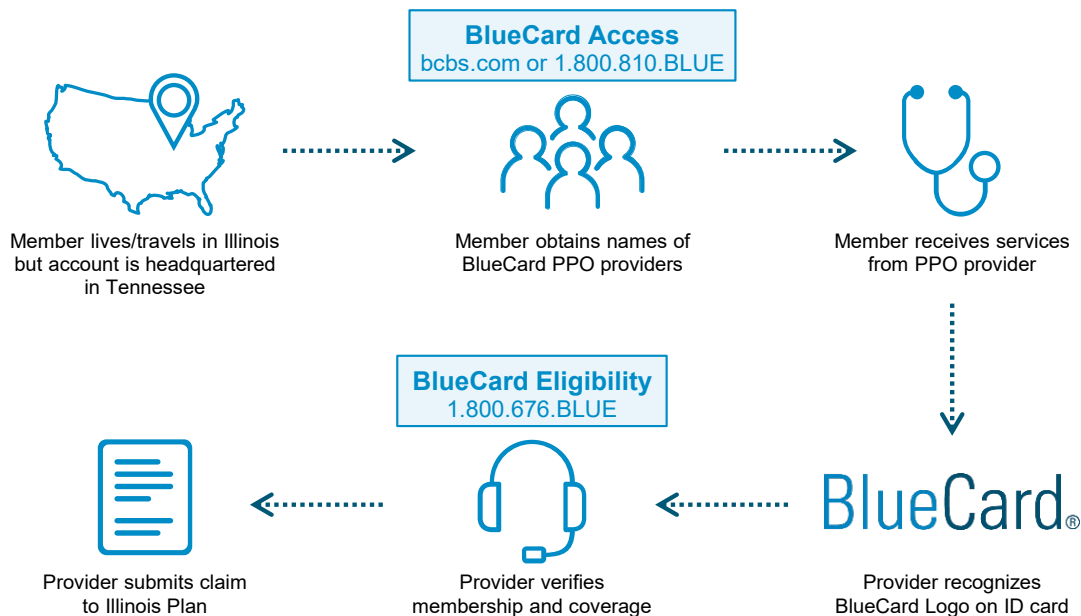 BlueCard Access
bcbs.com or 1.800.810.BLUE
Member lives/travels in Illinois
but account is headquartered
in Tennessee
Member obtains names of
BlueCard PPO providers
Member receives services
from PPO provider
BlueCard Eligibility
1.800.676.BLUE
BlueCard®
Provider recognizes
BlueCard Logo on ID card
Provider verifies
membership and coverage
Provider submits claim
to Illinois Plan